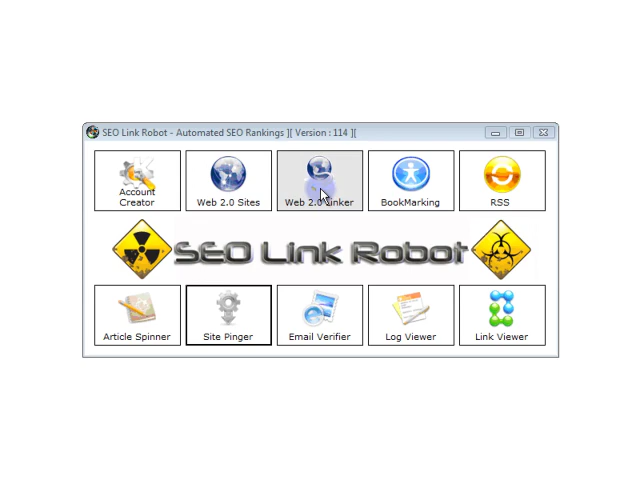 SEO Link Robot - Automated SEO Rankings ][ Version : 114 ][
Account
Creator
Web 2.0 Sites
Web 2.0 Linker
BookMarking
RSS
SEO Link Robot
Article Spinner
Site Pinger
Email Verifier
Log Viewer
Link Viewer